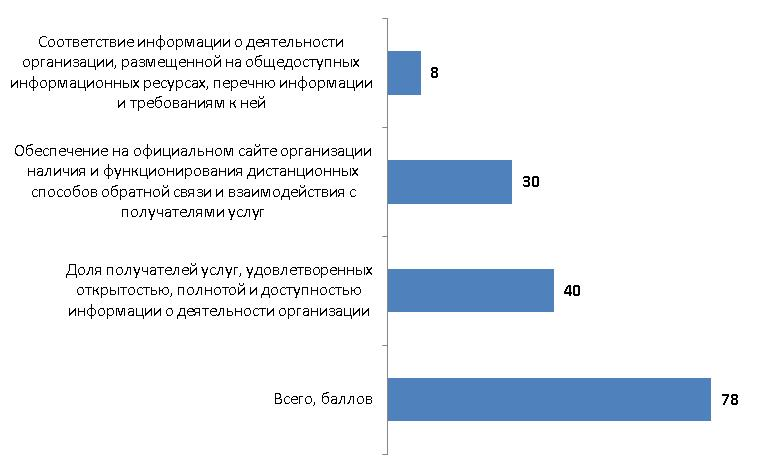 Соответствие информации о деятельности
организации, размещенной на общедоступных
информационных ресурсах, перечню информации
и требованиям к ней
8
Обеспечение на официальном сайте организации
наличия и функционирования дистанционных
способов обратной связи и взаимодействия с
получателями услуг
30
Доля получателей услуг, удовлетворенных
открытостью, полнотой и доступностью
информации о деятельности организации
40
Всего, баллов
78